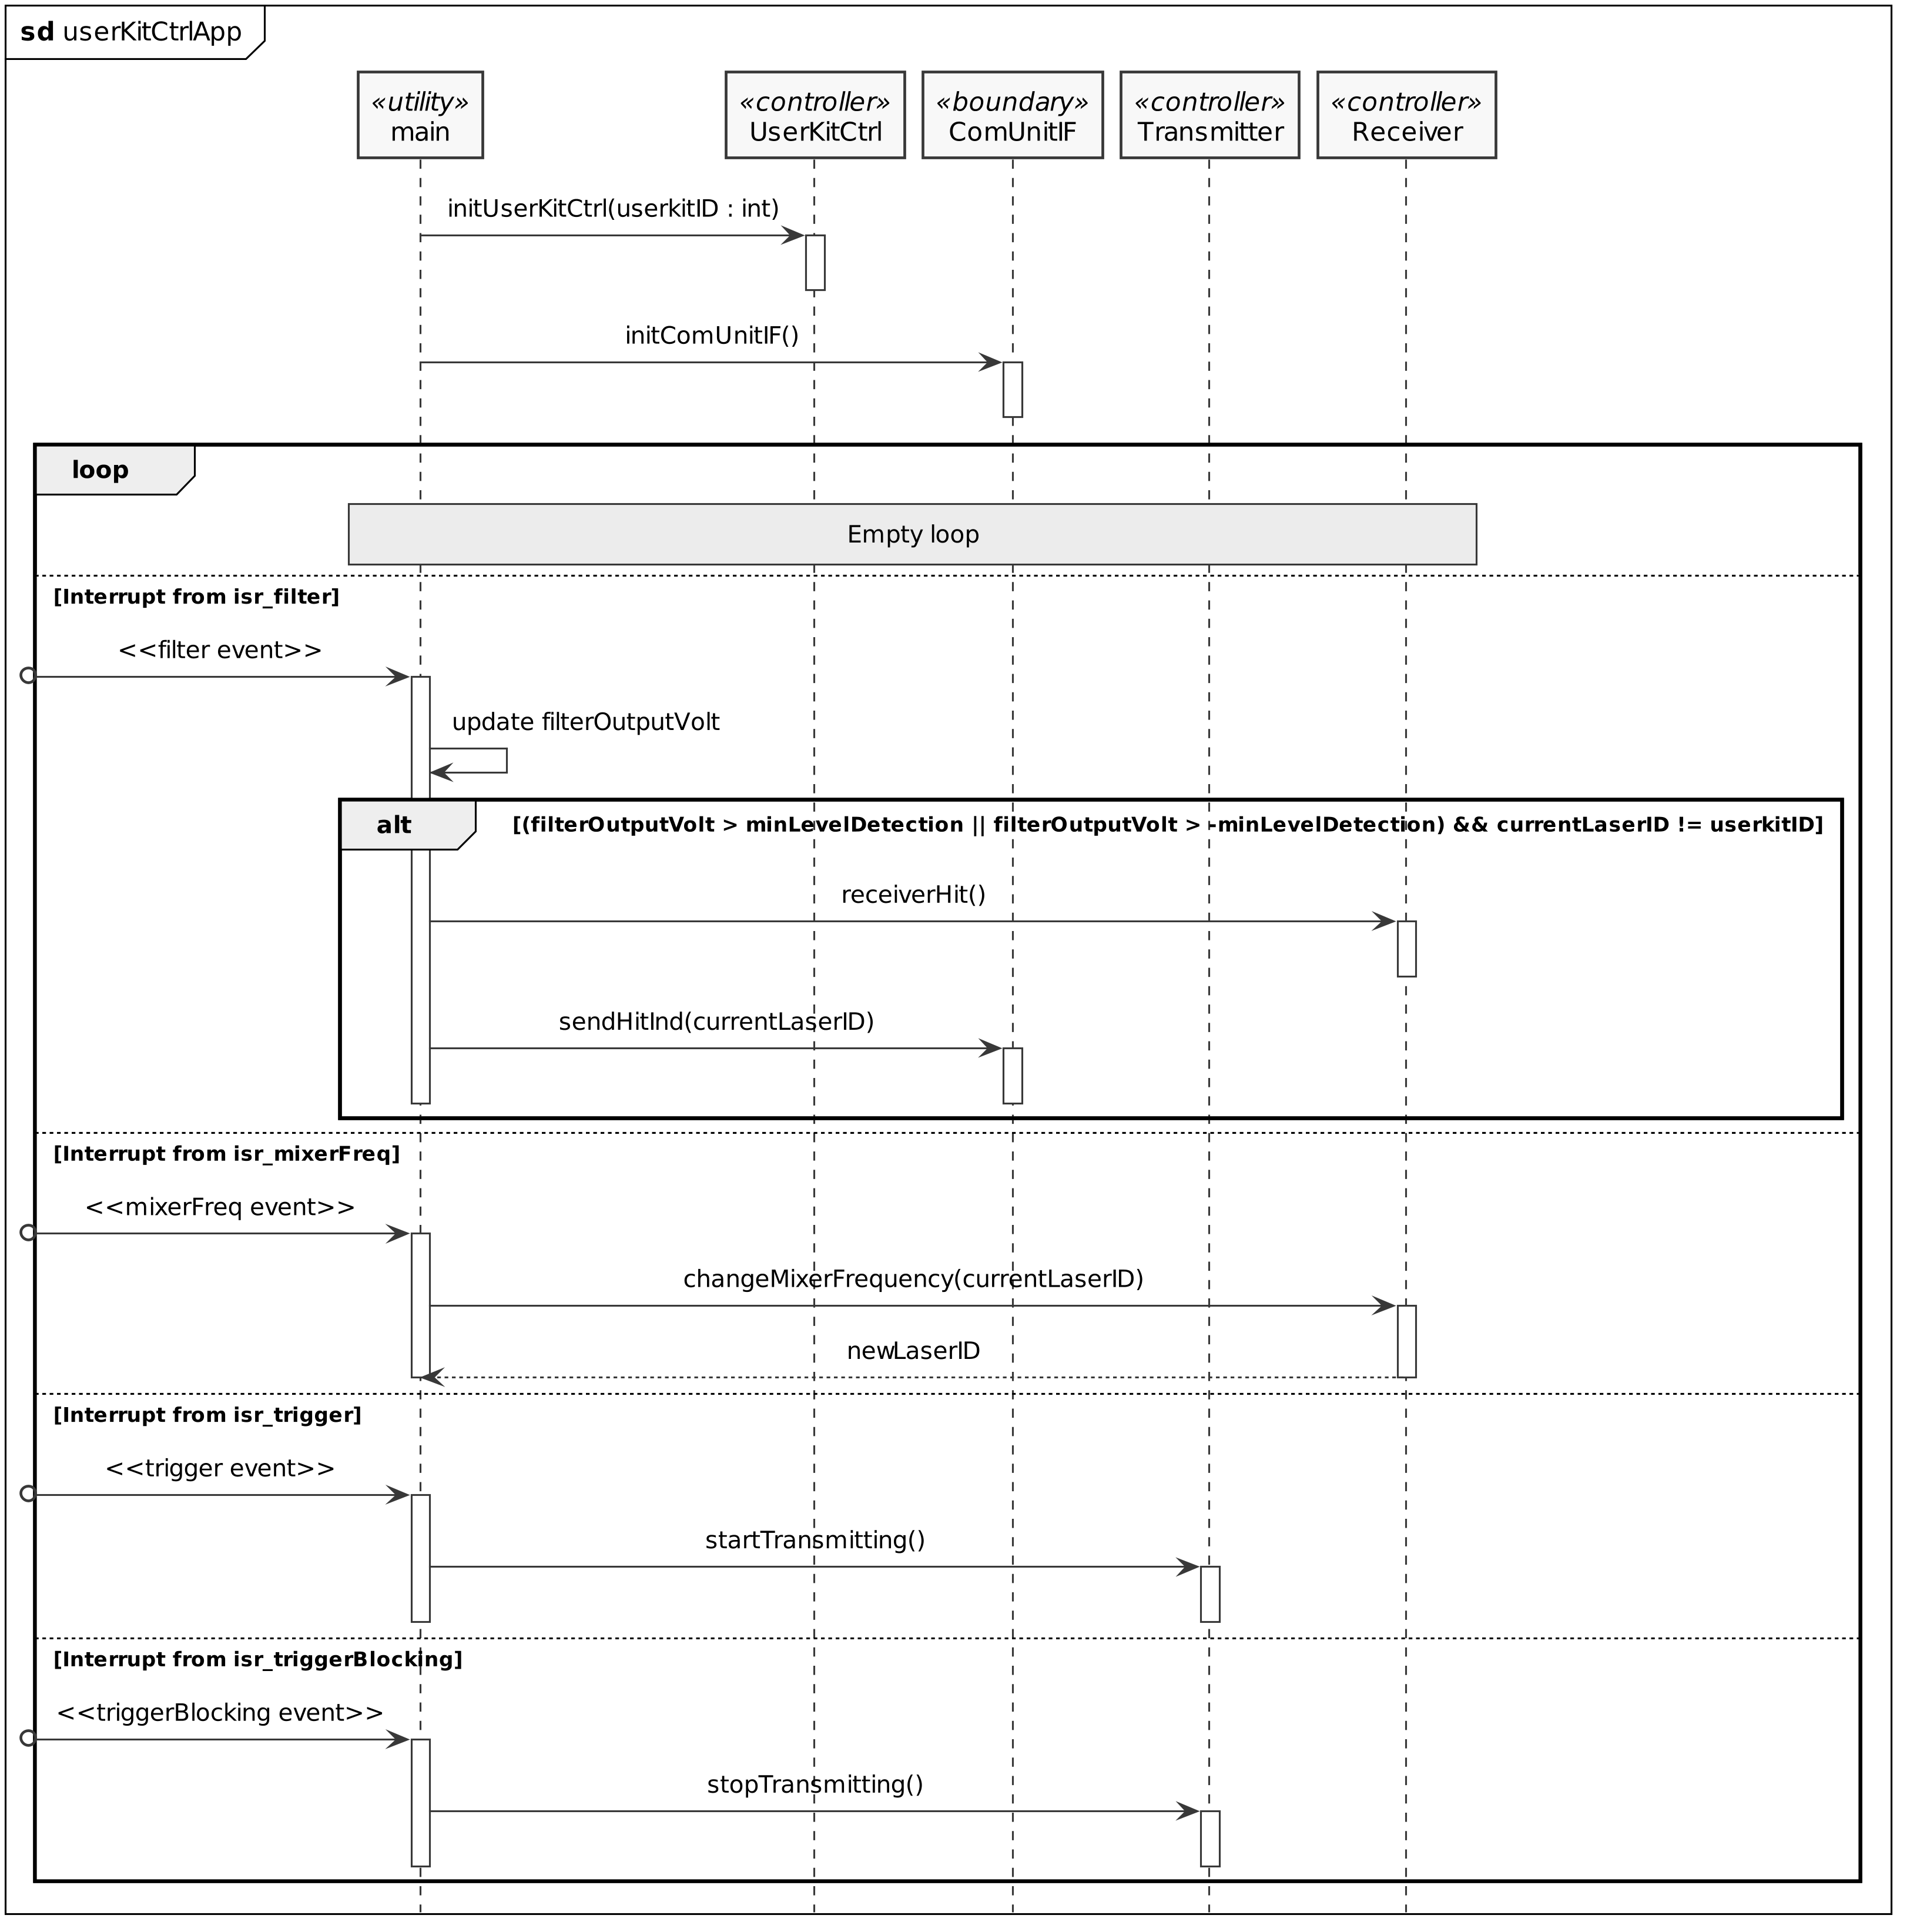 sd userKitCtrlApp
«utility»
main
«controller»
UserKitCtrl
«boundary»
ComUnitIF
«controller»
Transmitter
«controller»
Receiver
initUserKitCtrl(userkitID : int)
initComUnitIF()
loop
Empty loop
[Interrupt from isr_filter]
<<filter event>>
update filterOutputVolt
alt
[(filterOutputVolt > minLevelDetection || filterOutputVolt > -minLevelDetection) && currentLaserID != userkitID]
receiverHit()
sendHitInd(currentLaserID)
[Interrupt from isr_mixerFreq]
<<mixerFreq event>>
changeMixerFrequency(currentLaserID)
newLaserID
[Interrupt from isr_trigger]
<<trigger event>>
startTransmitting()
[Interrupt from isr_triggerBlocking]
<<triggerBlocking event>>
stopTransmitting()